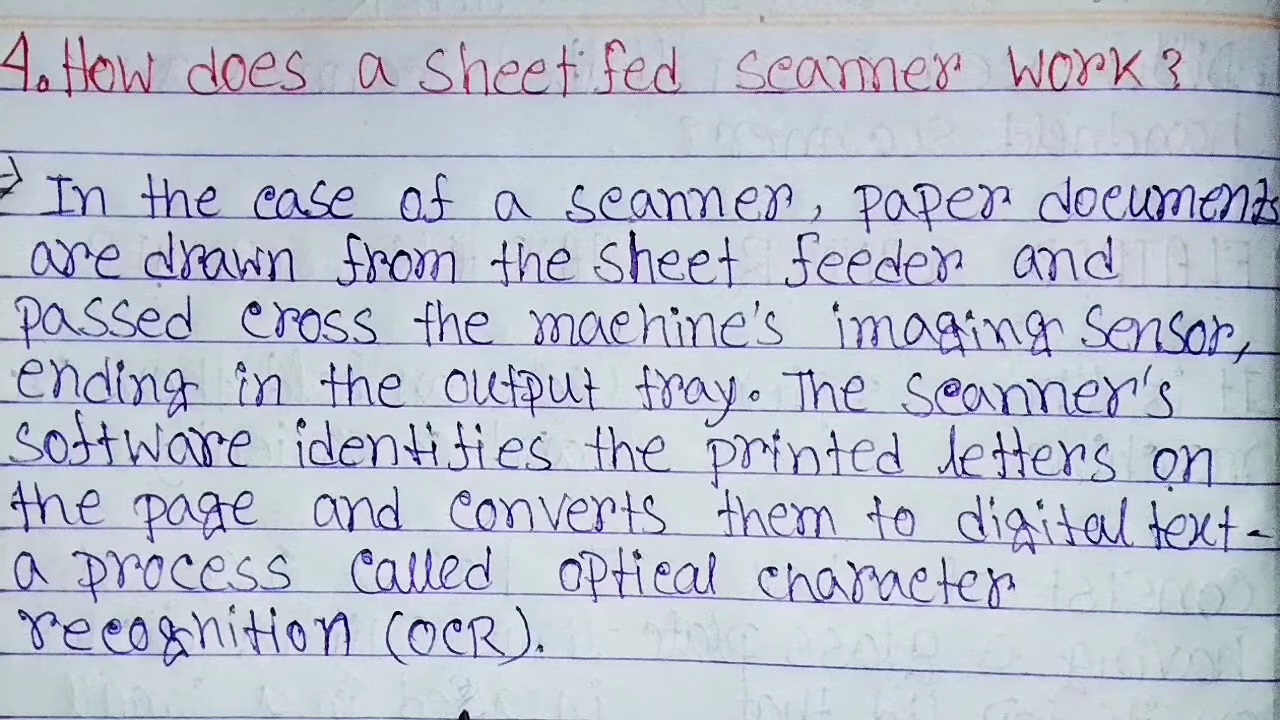 4. How does a sheet fed scanner work?
⇒ In the case of a scanner, paper documents
are drawn from the sheet feeder and
passed cross the machine's imaging sensor,
ending in the output tray. The scanner's
software identifies the printed letters on
the page and converts them to digital text-
a process called optical character
recognition (OCR).